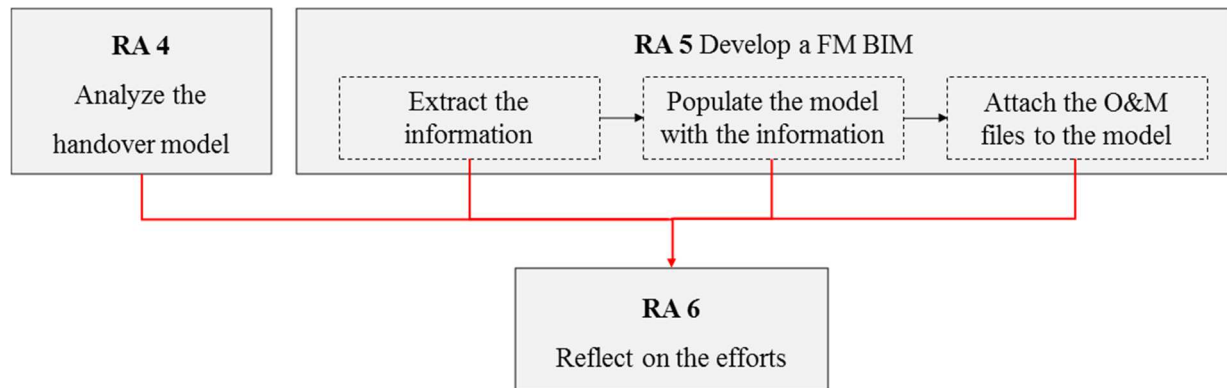 RA 4
Analyze the
handover model
RA 5 Develop a FM BIM
Extract the
information
Populate the model
with the information
Attach the O&M
files to the model
RA 6
Reflect on the efforts